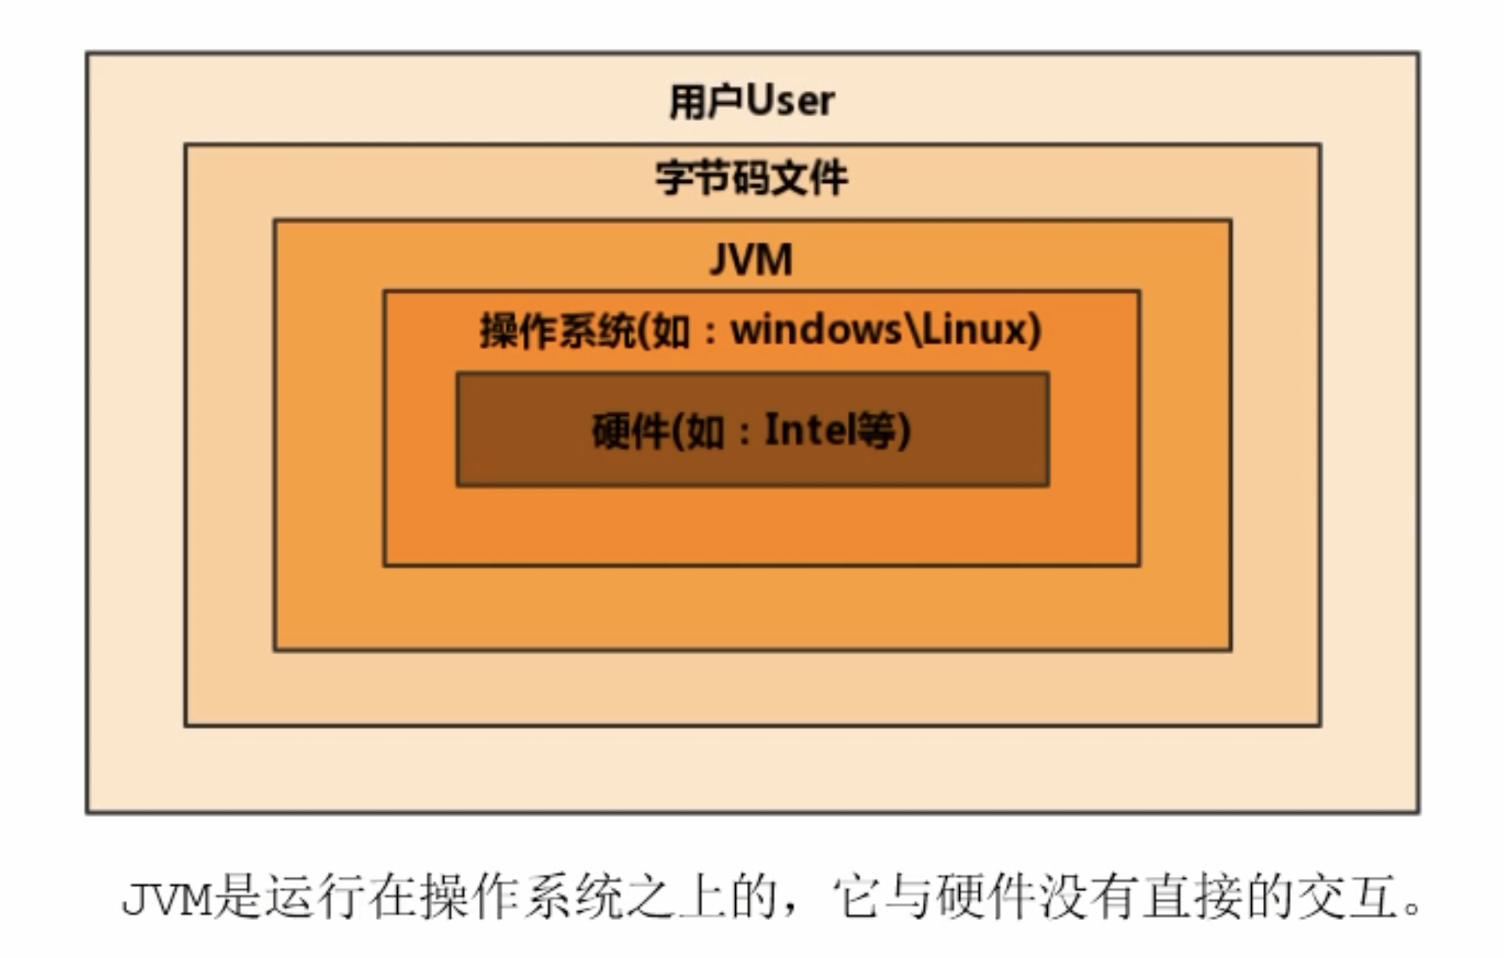 用户User
字节码文件
JVM
操作系统(如：windows\Linux)
硬件(如：Intel等)
JVM是运行在操作系统之上的，它与硬件没有直接的交互。